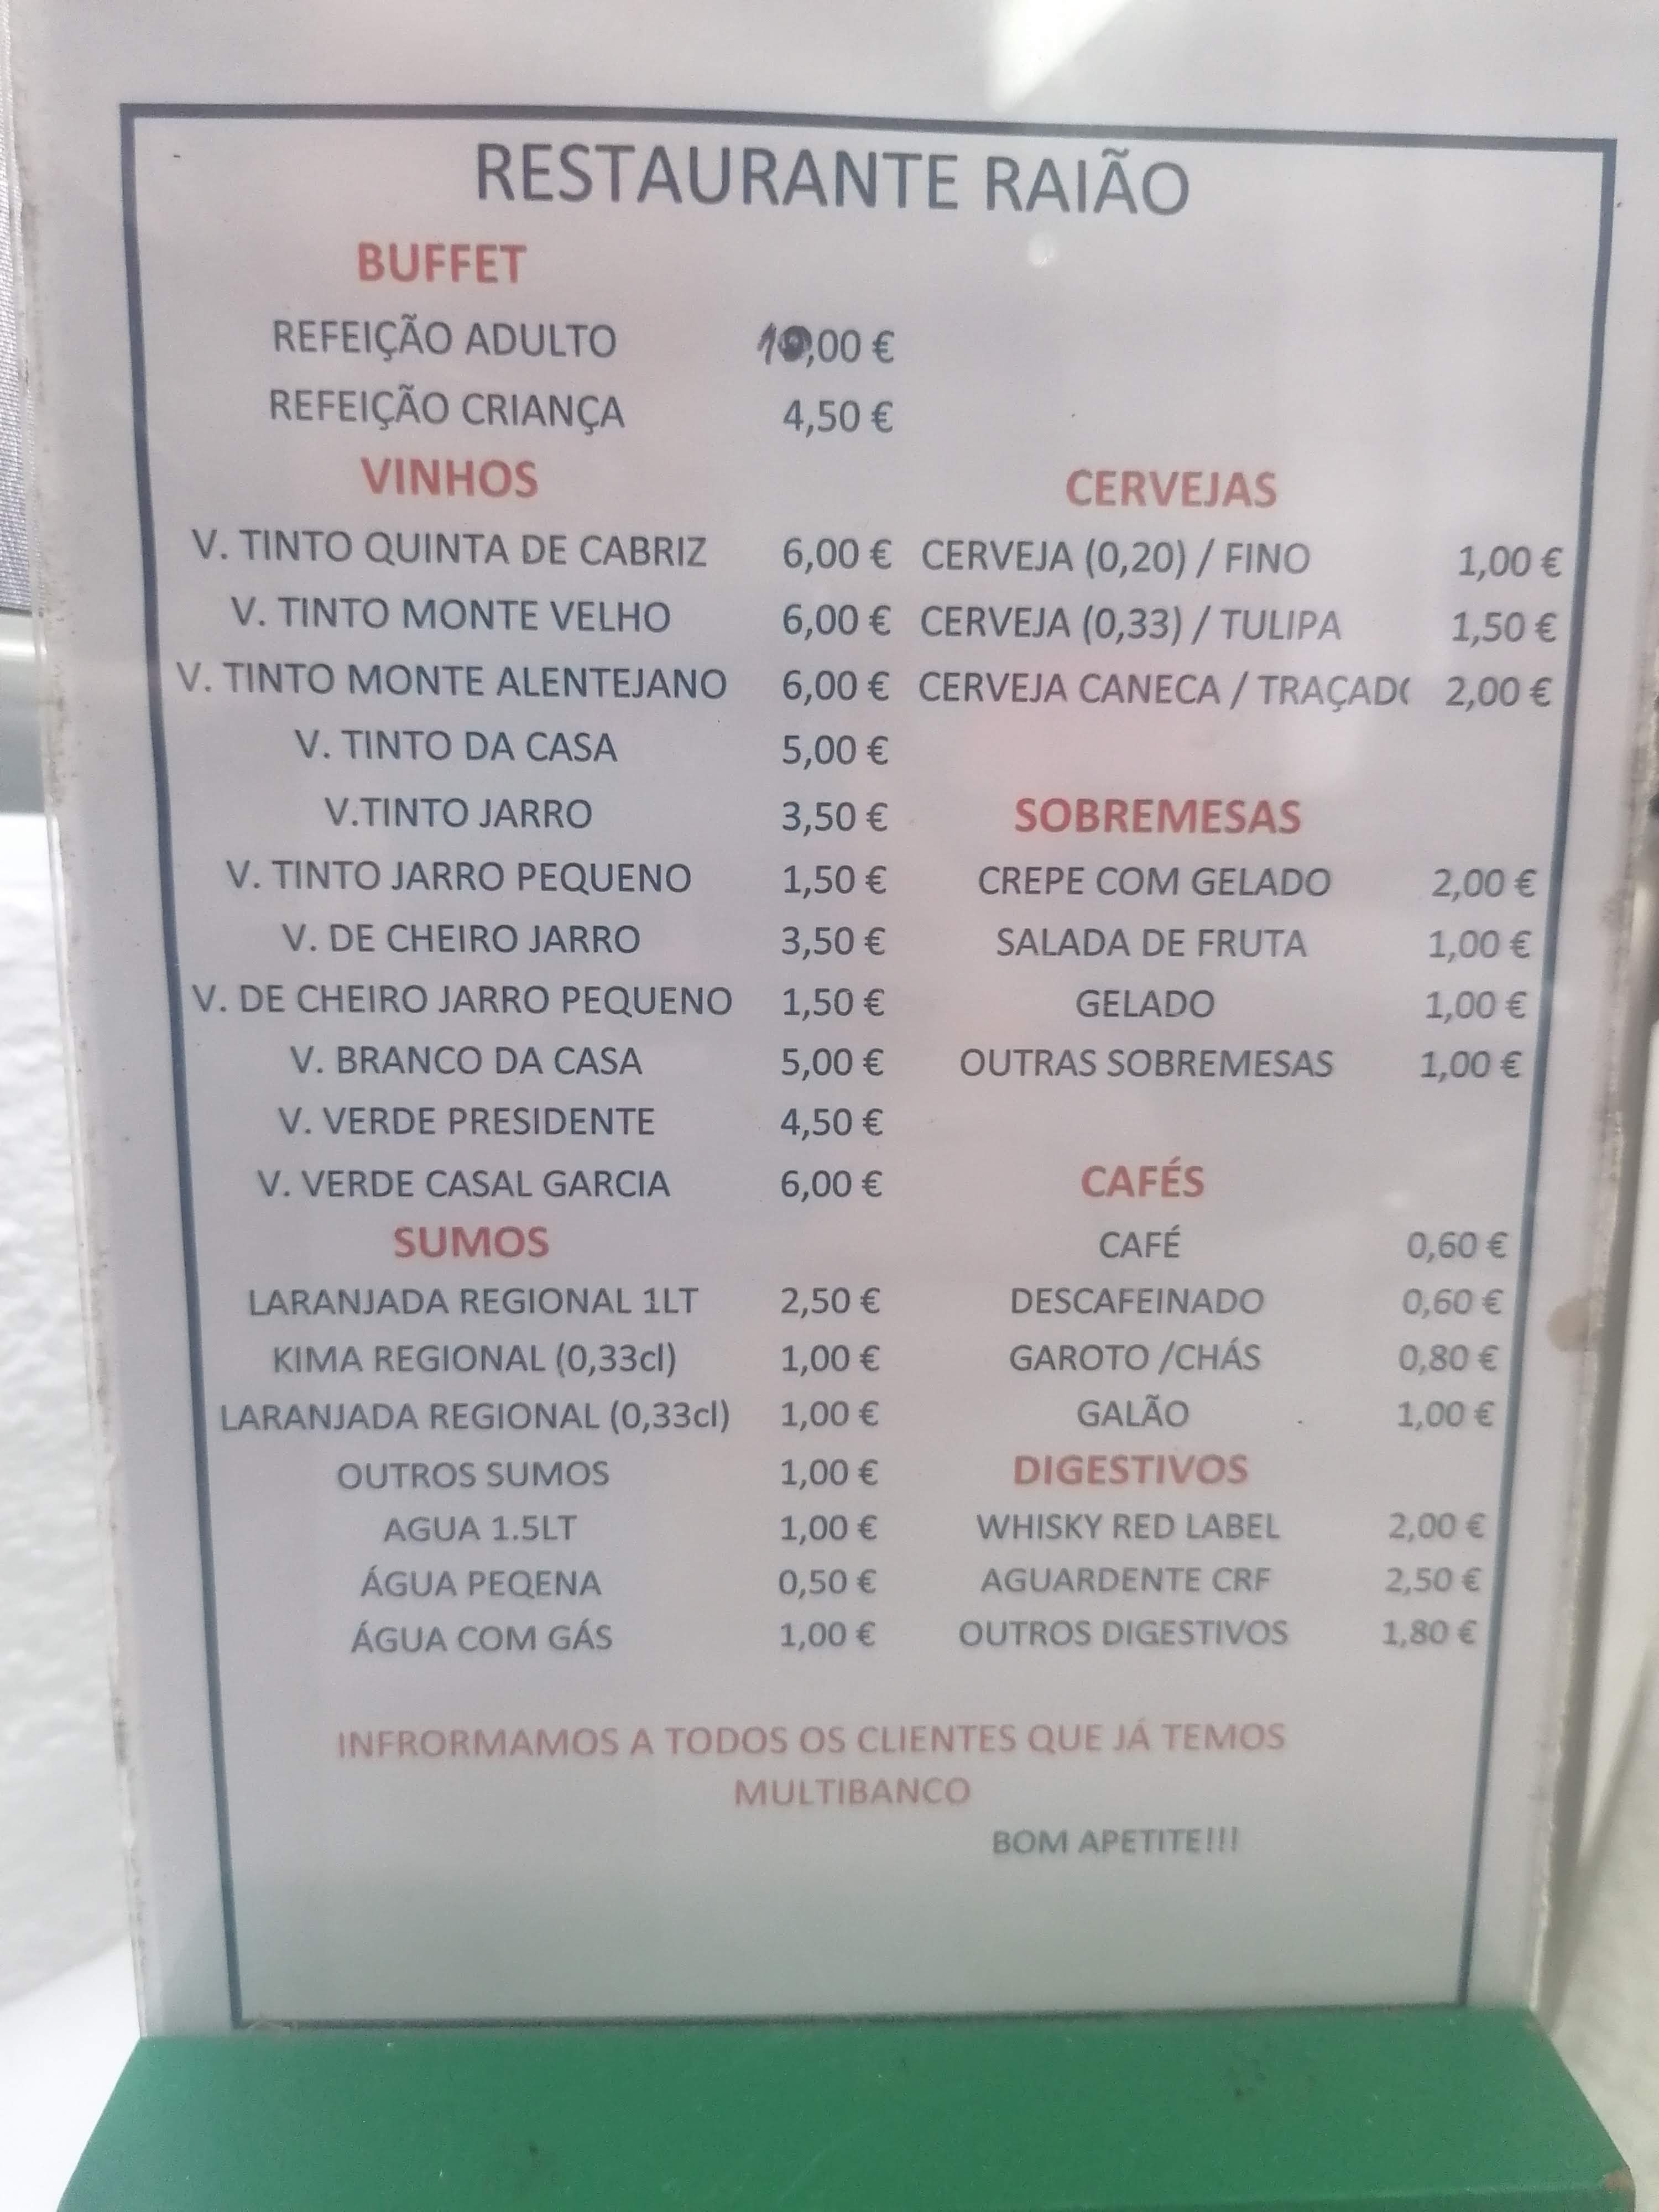 RESTAURANTE RAIÃO
BUFFET
REFEIÇÃO ADULTO 10,00 €
REFEIÇÃO CRIANÇA 4,50 €
VINHOS
V. TINTO QUINTA DE CABRIZ 6,00 €
V. TINTO MONTE VELHO 6,00 €
V. TINTO MONTE ALENTEJANO 6,00 €
V. TINTO DA CASA 5,00 €
V.TINTO JARRO 3,50 €
V. TINTO JARRO PEQUENO 1,50 €
V. DE CHEIRO JARRO 3,50 €
V. DE CHEIRO JARRO PEQUENO 1,50 €
V. BRANCO DA CASA 5,00 €
V. VERDE PRESIDENTE 4,50 €
V. VERDE CASAL GARCIA 6,00 €
SUMOS
LARANJADA REGIONAL 1LT 2,50 €
KIMA REGIONAL (0,33cl) 1,00 €
LARANJADA REGIONAL (0,33cl) 1,00 €
OUTROS SUMOS 1,00 €
AGUA 1.5LT 1,00 €
ÁGUA PEQENA 0,50 €
ÁGUA COM GÁS 1,00 €
CERVEJAS
CERVEJA (0,20) / FINO 1,00 €
CERVEJA (0,33) / TULIPA 1,50 €
CERVEJA CANECA / TRAÇADO 2,00 €
SOBREMESAS
CREPE COM GELADO 2,00 €
SALADA DE FRUTA 1,00 €
GELADO 1,00 €
OUTRAS SOBREMESAS 1,00 €
CAFÉS
CAFÉ 0,60 €
DESCAFEINADO 0,60 €
GAROTO /CHÁS 0,80 €
GALÃO 1,00 €
DIGESTIVOS
WHISKY RED LABEL 2,00 €
AGUARDENTE CRF 2,50 €
OUTROS DIGESTIVOS 1,80 €
INFRORMAMOS A TODOS OS CLIENTES QUE JÁ TEMOS
MULTIBANCO
BOM APETITE!!!